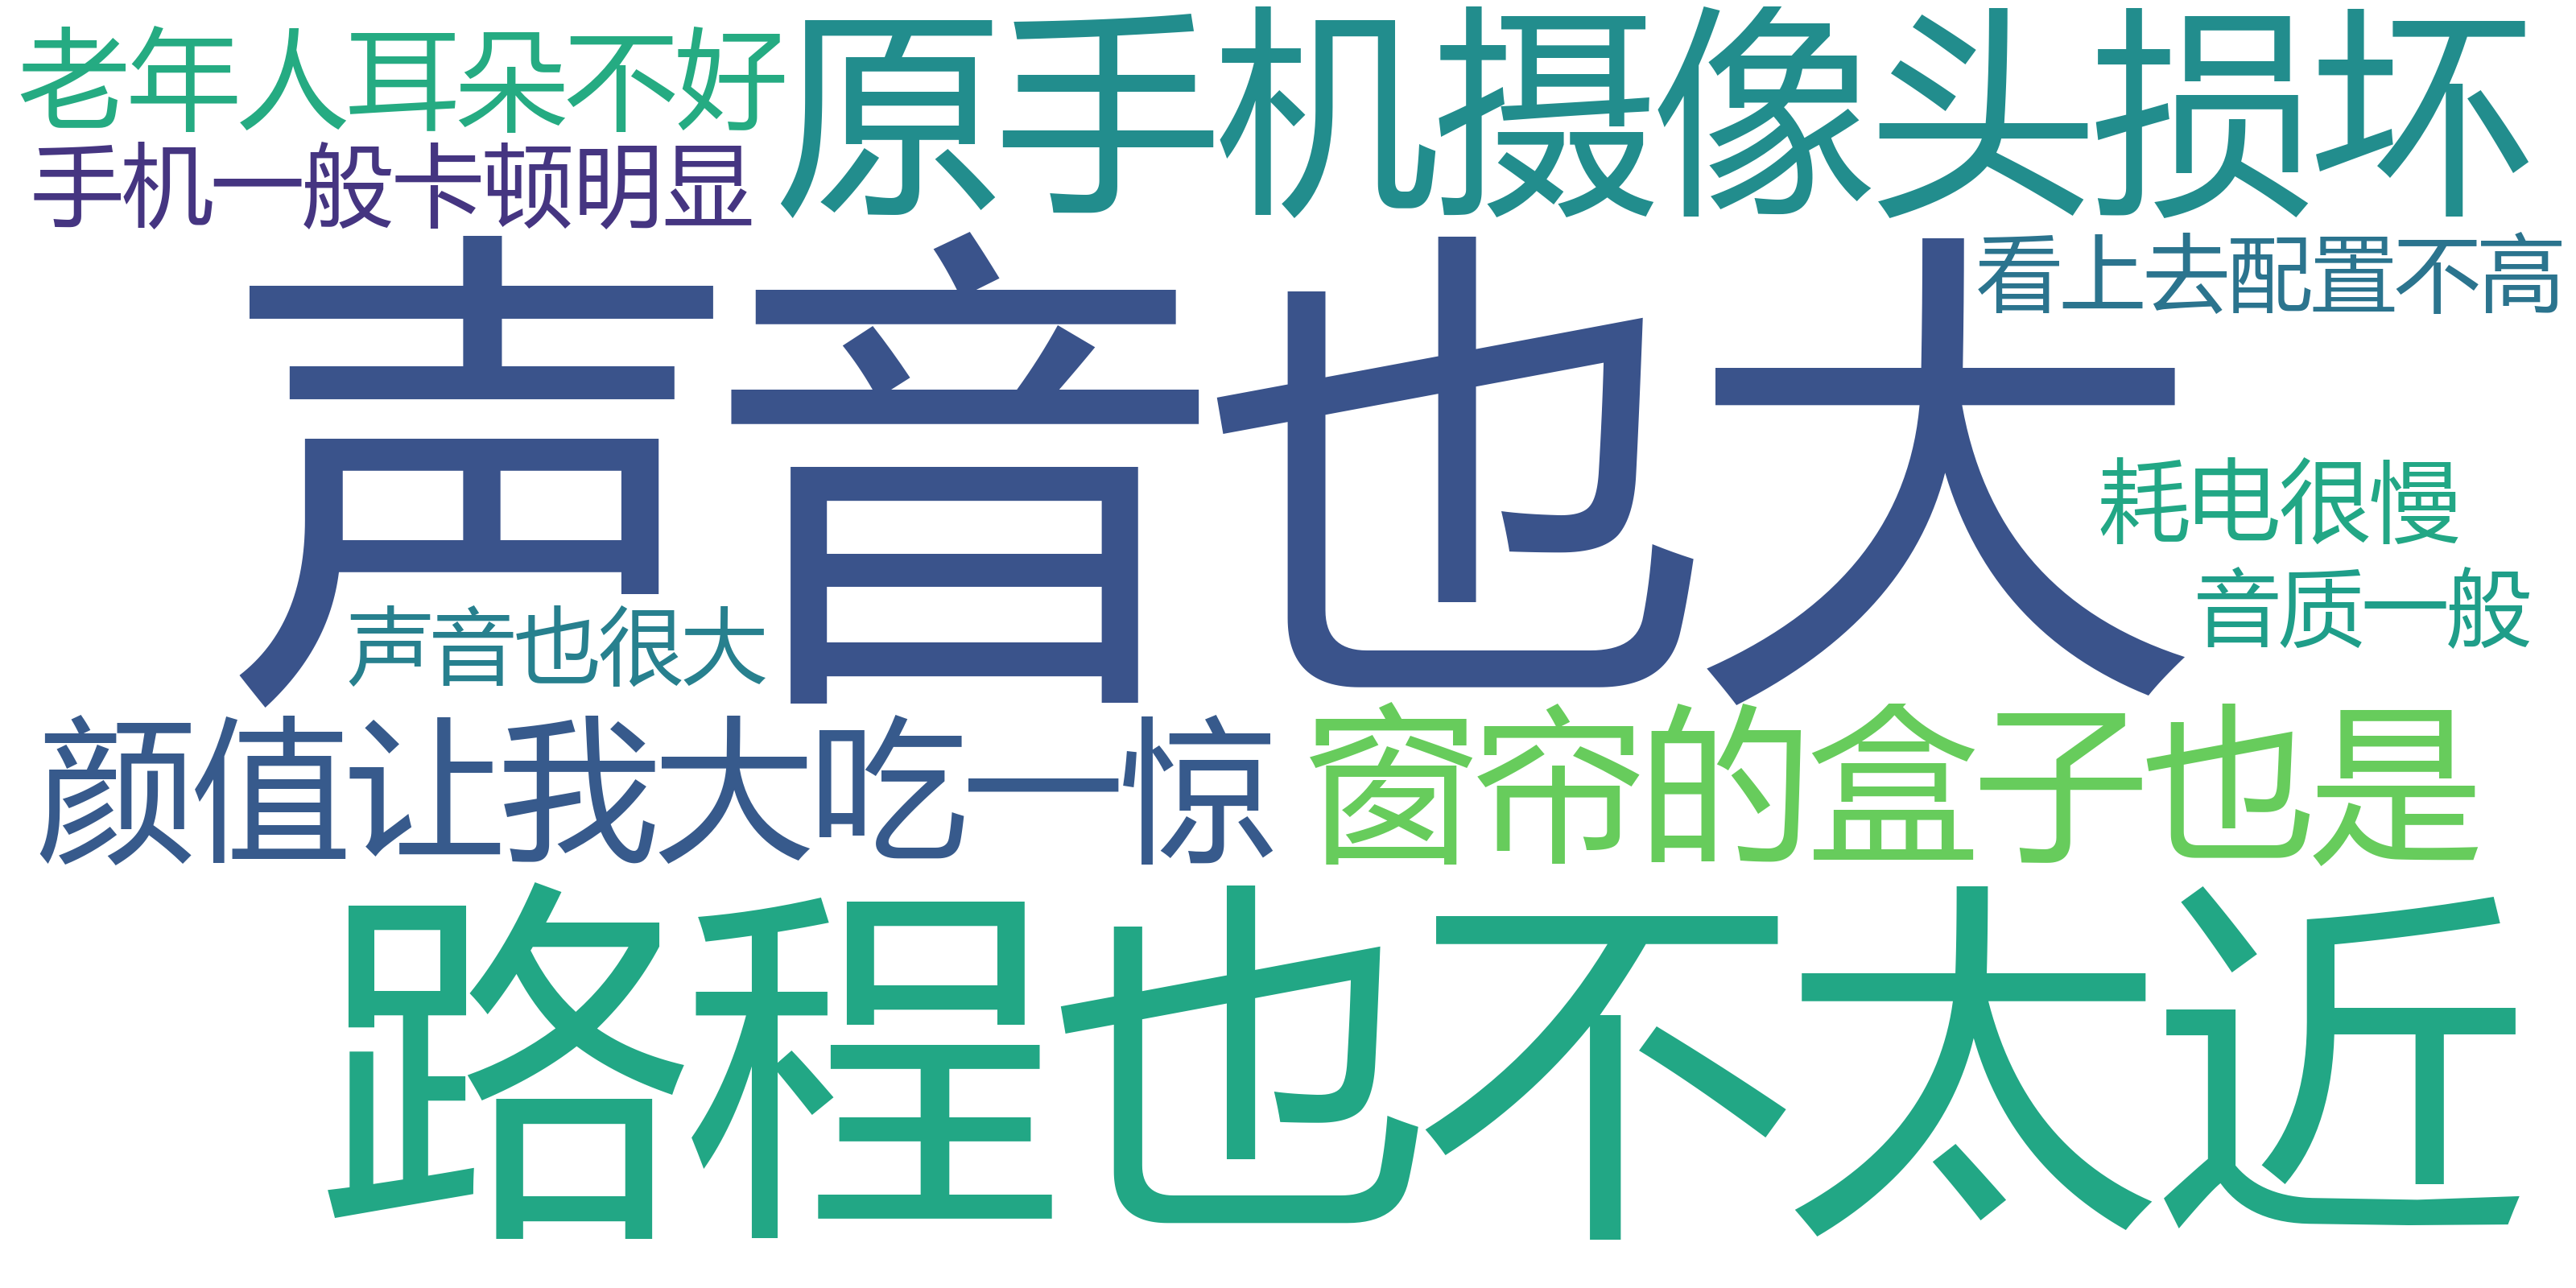 老年人耳朵不好
原手机摄像头损坏
手机一般卡顿明显
看上去配置不高
声音也大
耗电很慢
音质一般
声音也很大
颜值让我大吃一惊
窗帘的盒子也是
路程也不太近